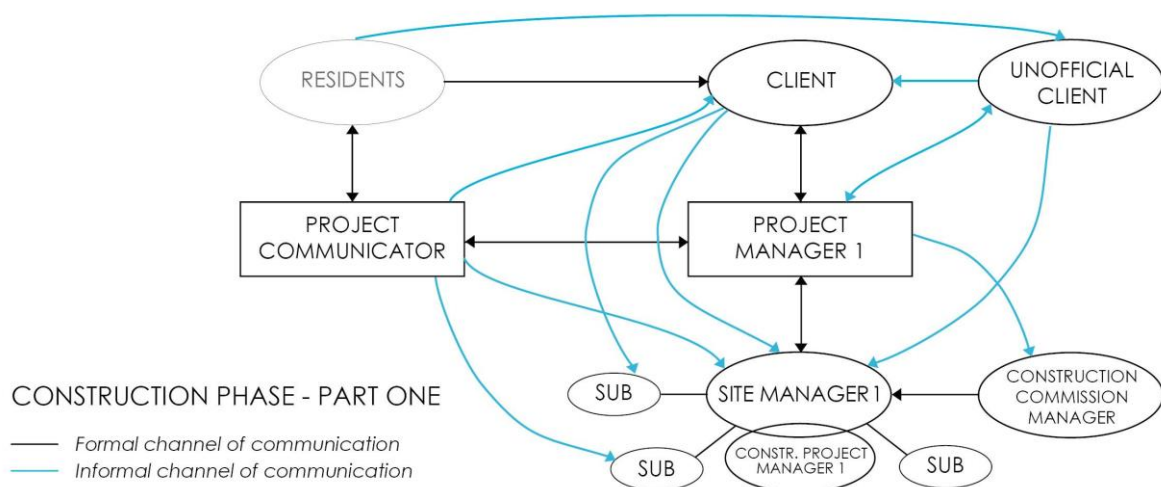 RESIDENTS
CLIENT
UNOFFICIAL
CLIENT
PROJECT
COMMUNICATOR
PROJECT
MANAGER 1
SUB
SITE MANAGER 1
CONSTRUCTION
COMMISSION
MANAGER
CONSTRUCTION PHASE - PART ONE
Formal channel of communication
Informal channel of communication
SUB
CONSTR. PROJECT
MANAGER 1
SUB